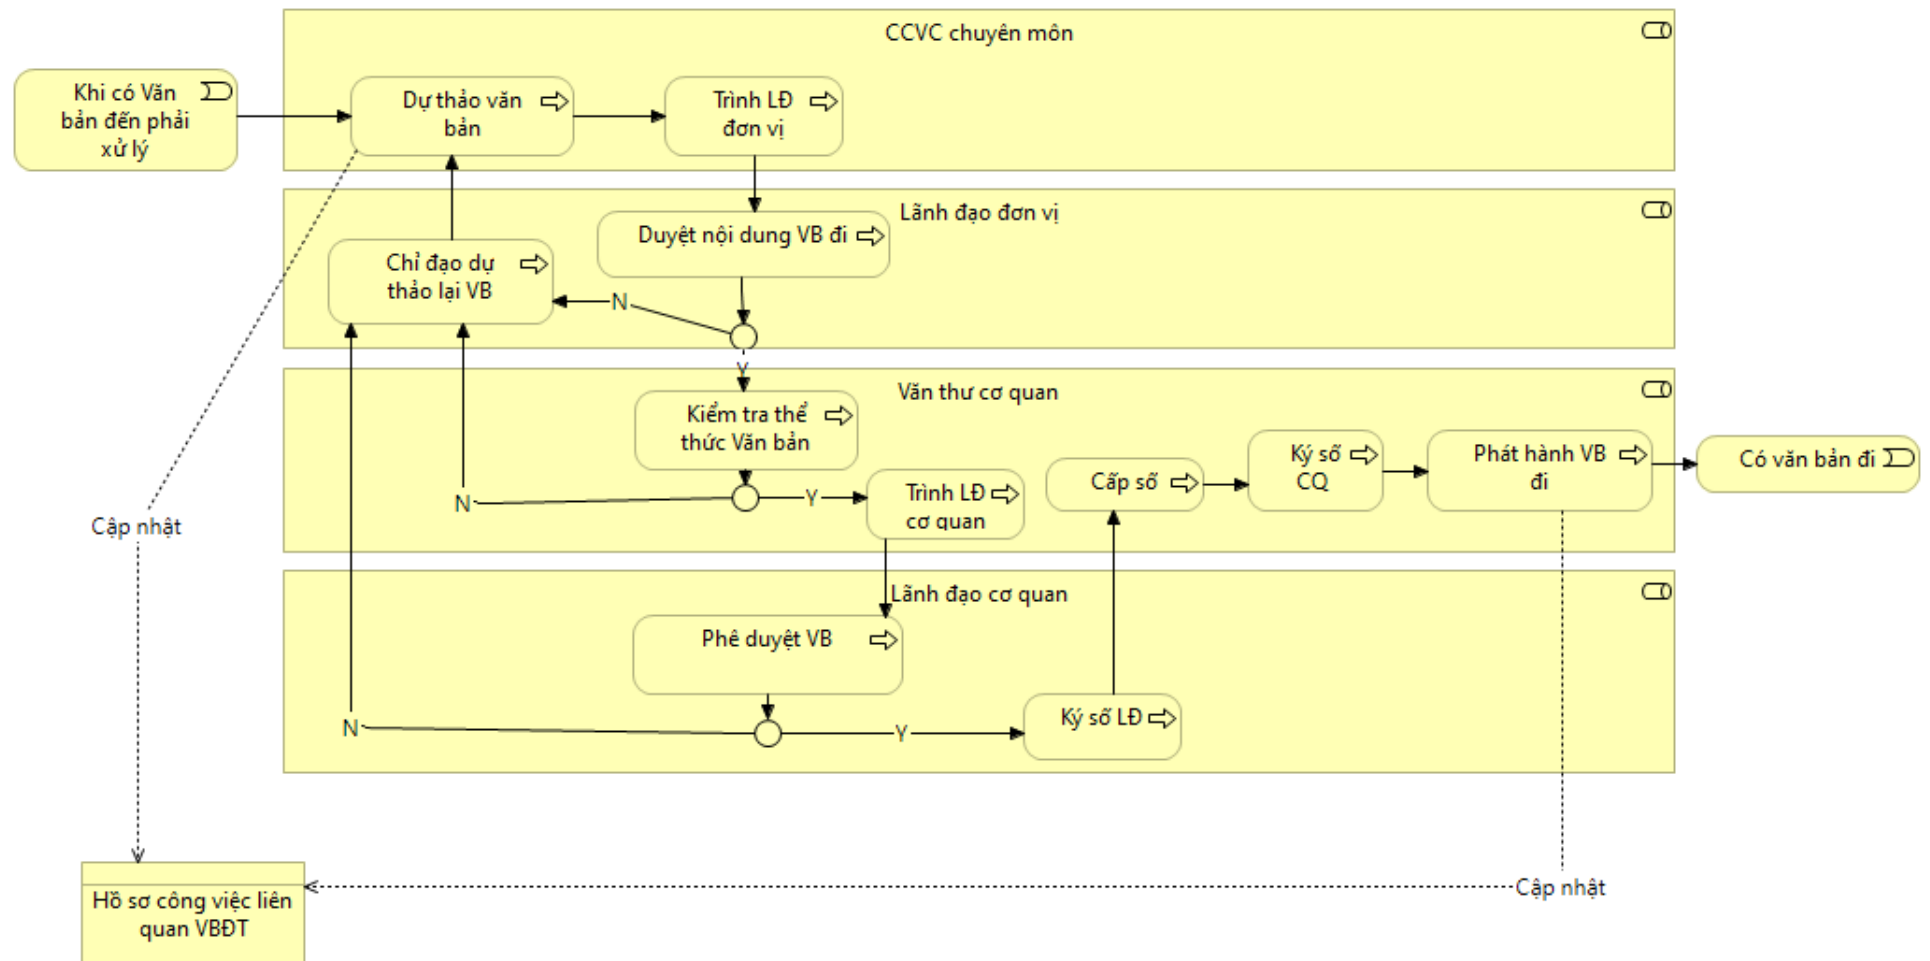 CCVC chuyên môn
Khi có Văn
bản đến phải
xử lý
Dự thảo văn
bản
Trình LĐ
đơn vị
Lãnh đạo đơn vị
Duyệt nội dung VB đi
Chỉ đạo dự
thảo lại VB
N
Y
Văn thư cơ quan
Kiểm tra thể
thức Văn bản
N
Y
Trình LĐ
cơ quan
Cấp số
Ký số
CQ
Phát hành VB
đi
Có văn bản đi
Cập nhật
Lãnh đạo cơ quan
Phê duyệt VB
N
Y
Ký số LĐ
Cập nhật
Hồ sơ công việc liên
quan VBĐT